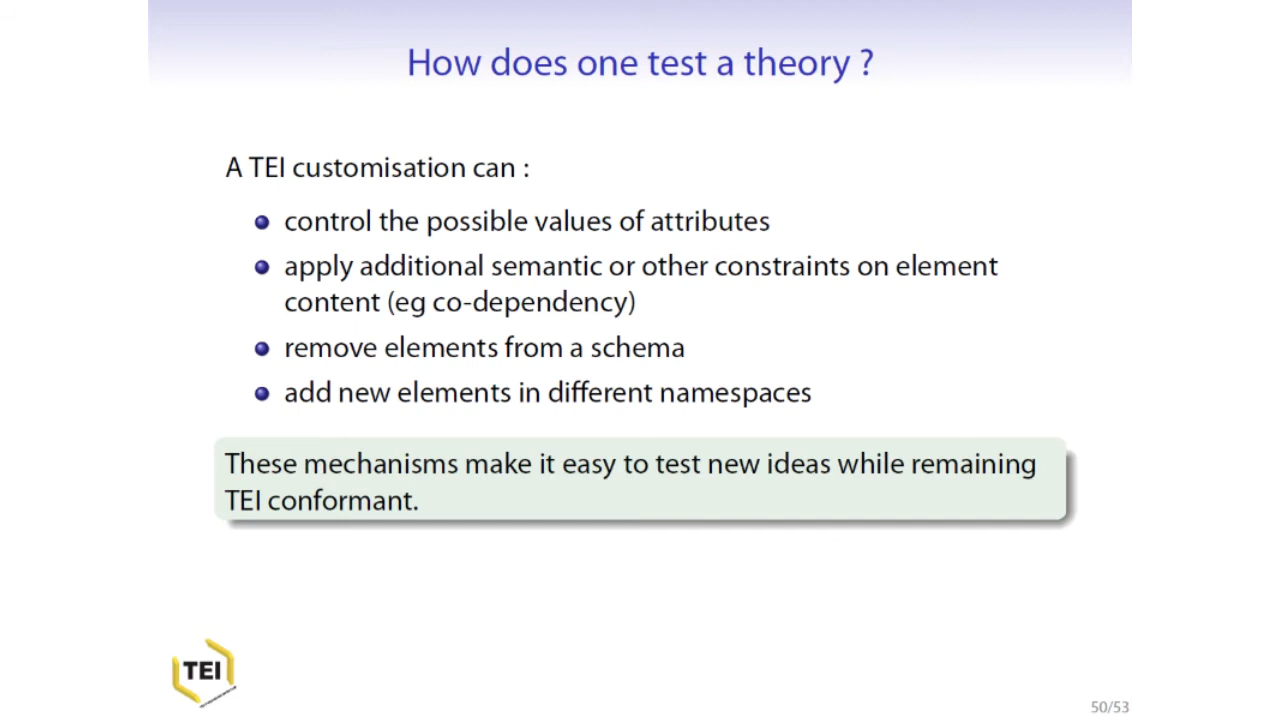 How does one test a theory ?
A TEI customisation can :
control the possible values of attributes
apply additional semantic or other constraints on element
content (eg co-dependency)
remove elements from a schema
add new elements in different namespaces
These mechanisms make it easy to test new ideas while remaining
TEI conformant.
TEI
50/53